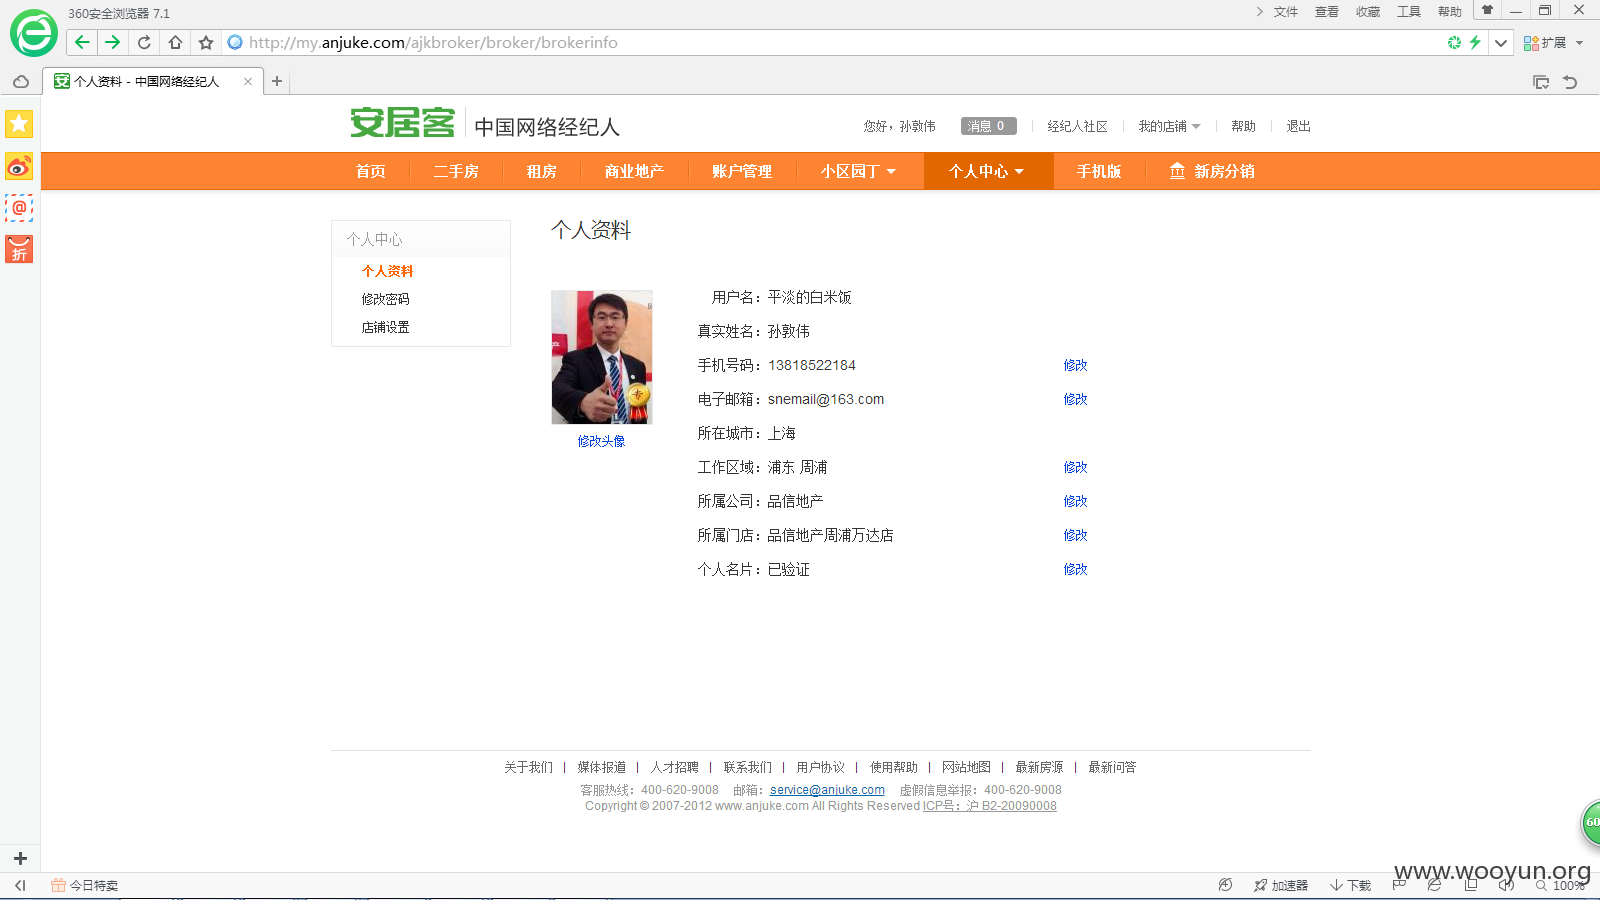 360安全浏览器 7.1
文件 查看 收藏 工具 帮助
http://my.anjuke.com/ajkbroker/broker/brokerinfo
扩展
个人资料 - 中国网络经纪人
安居客 中国网络经纪人
您好，孙敦伟 消息 0 经纪人社区 我的店铺 帮助 退出
首页 二手房 租房 商业地产 账户管理 小区园丁 个人中心 手机版 新房分销
个人中心
个人资料
修改密码
店铺设置
个人资料
修改头像
用户名：平淡的白米饭
真实姓名：孙敦伟
手机号码：13818522184 修改
电子邮箱：snemail@163.com 修改
所在城市：上海
工作区域：浦东 周浦 修改
所属公司：品信地产 修改
所属门店：品信地产周浦万达店 修改
个人名片：已验证 修改
关于我们 | 媒体报道 | 人才招聘 | 联系我们 | 用户协议 | 使用帮助 | 网站地图 | 最新房源 | 最新问答
客服热线：400-620-9008 邮箱：service@anjuke.com 虚假信息举报：400-620-9008
Copyright © 2007-2012 www.anjuke.com All Rights Reserved ICP号：沪 B2-20090008
折
专
60
www.wooyun.org
今日特卖
加速器 下载 100%